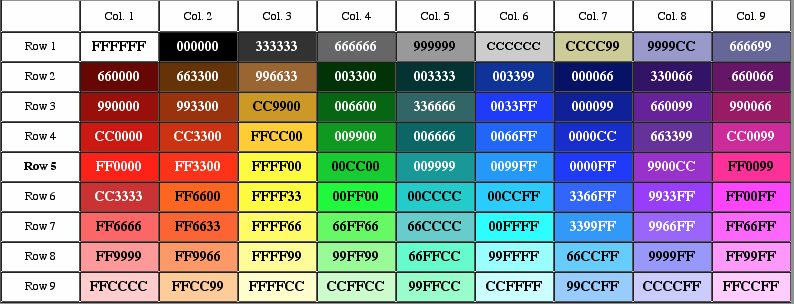 Col. 1 Col. 2 Col. 3 Col. 4 Col. 5 Col. 6 Col. 7 Col. 8 Col. 9
Row 1 FFFFFF 000000 333333 666666 999999 CCCCCC CCCC99 9999CC 666699
Row 2 660000 663300 996633 003300 003333 003399 000066 330066 660066
Row 3 990000 993300 CC9900 006600 336666 0033FF 000099 660099 990066
Row 4 CC0000 CC3300 FFCC00 009900 006666 0066FF 0000CC 663399 CC0099
Row 5 FF0000 FF3300 FFFF00 00CC00 009999 0099FF 0000FF 9900CC FF0099
Row 6 CC3333 FF6600 FFFF33 00FF00 00CCCC 00CCFF 3366FF 9933FF FF00FF
Row 7 FF6666 FF6633 FFFF66 66FF66 66CCCC 00FFFF 3399FF 9966FF FF66FF
Row 8 FF9999 FF9966 FFFF99 99FF99 66FFCC 99FFFF 66CCFF 9999FF FF99FF
Row 9 FFCCCC FFCC99 FFFFCC CCFFCC 99FFCC CCFFFF 99CCFF CCCCFF FFCCFF